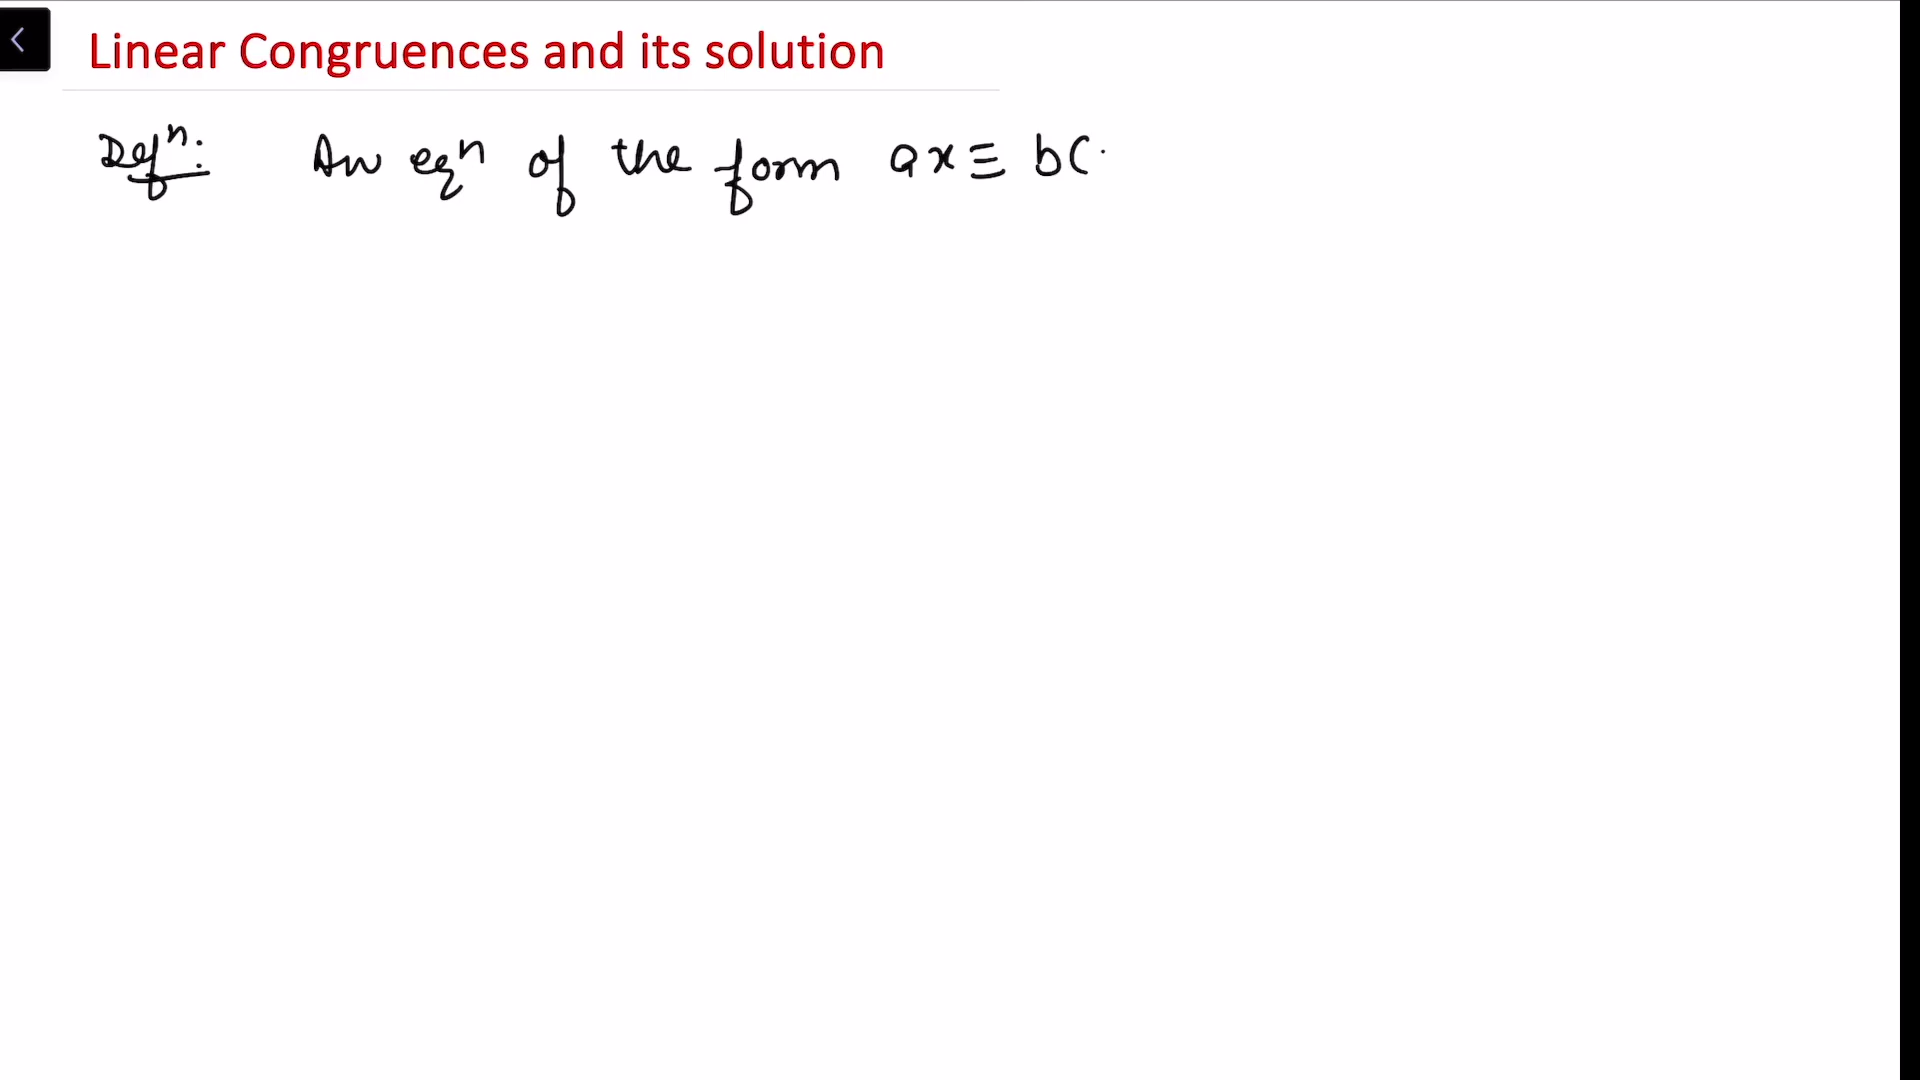 Linear Congruences and its solution
Defⁿ: An eqⁿ of the form ax ≡ b(